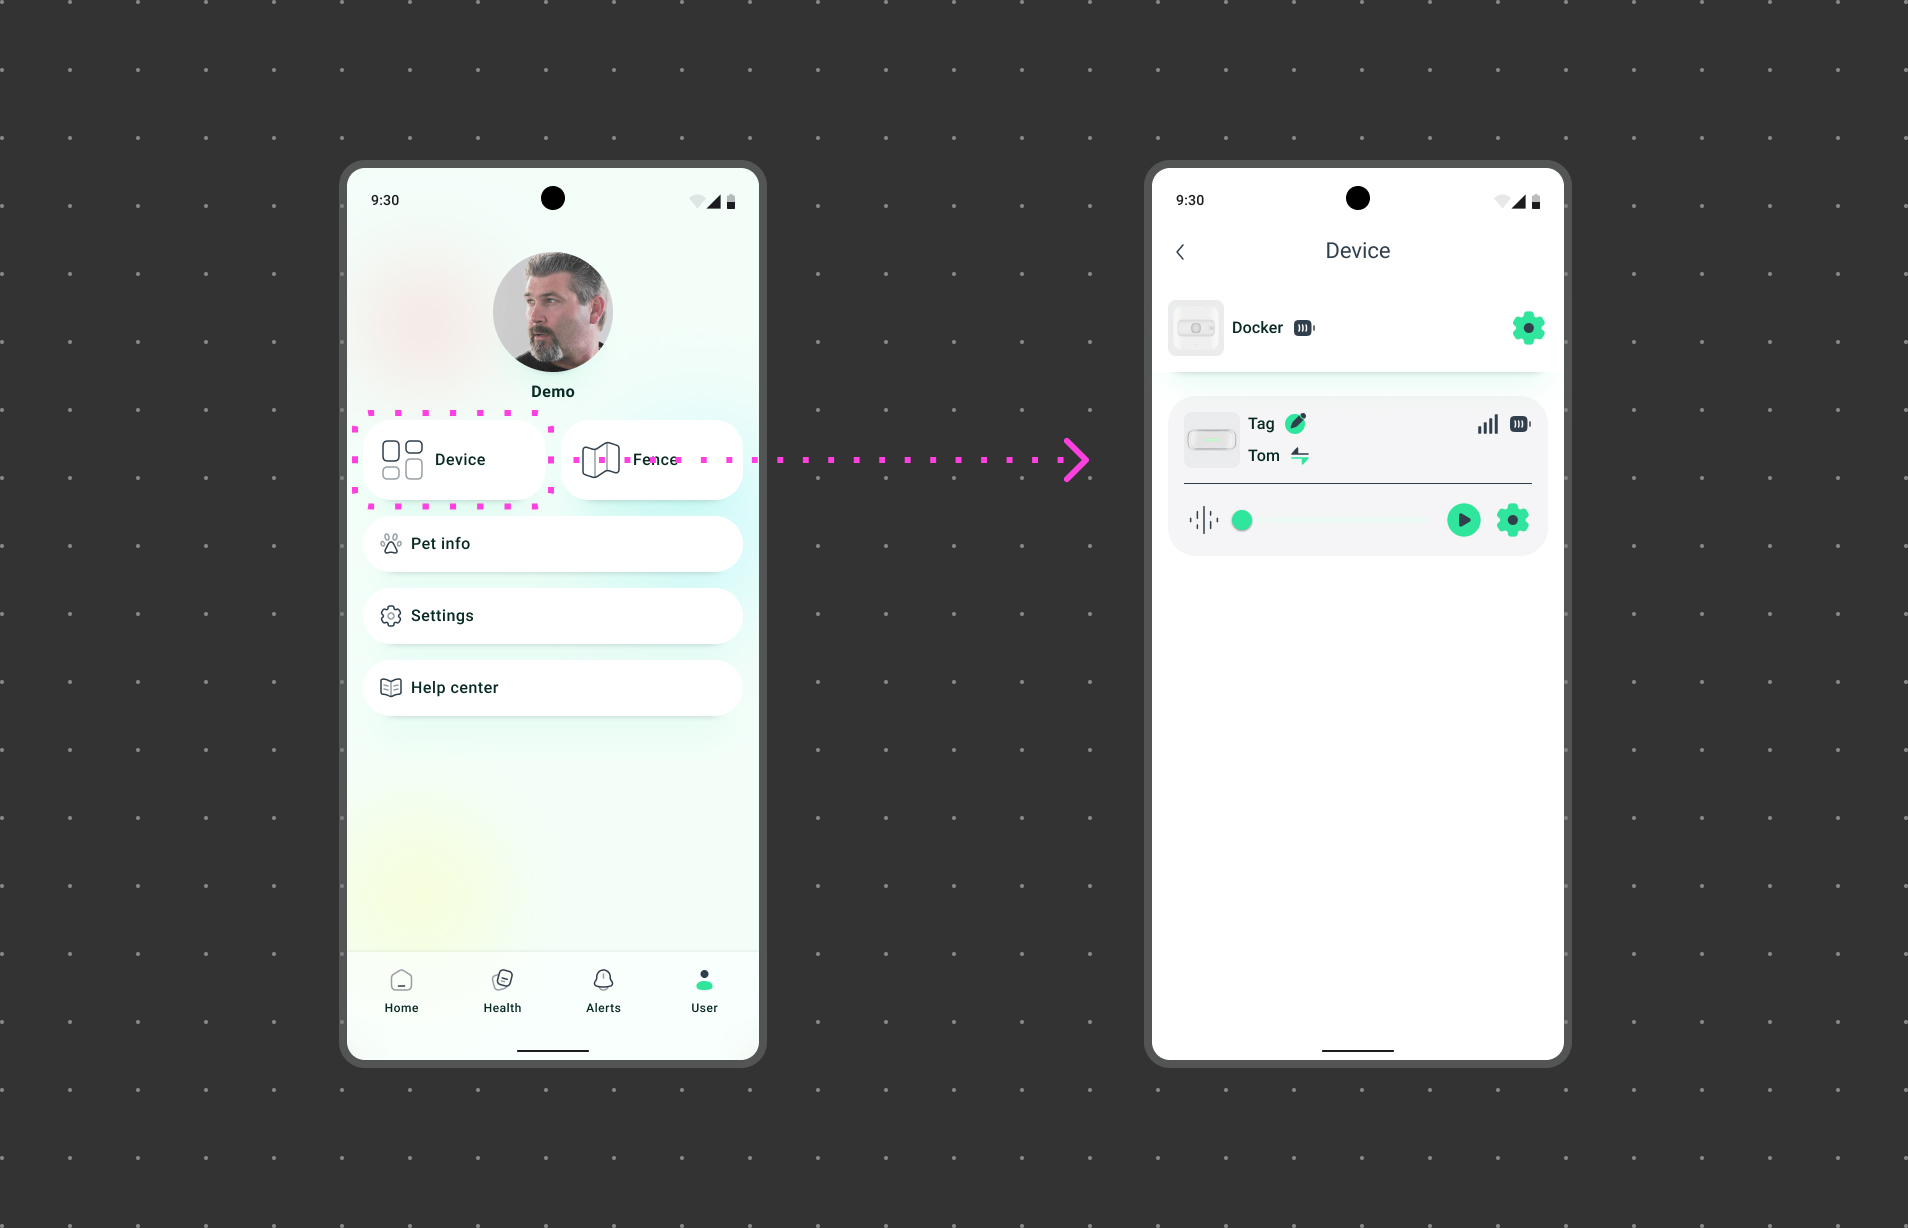 9:30
Demo
Device
Fence
Pet info
Settings
Help center
Home
Health
Alerts
User
9:30
Device
Docker
Tag
Tom